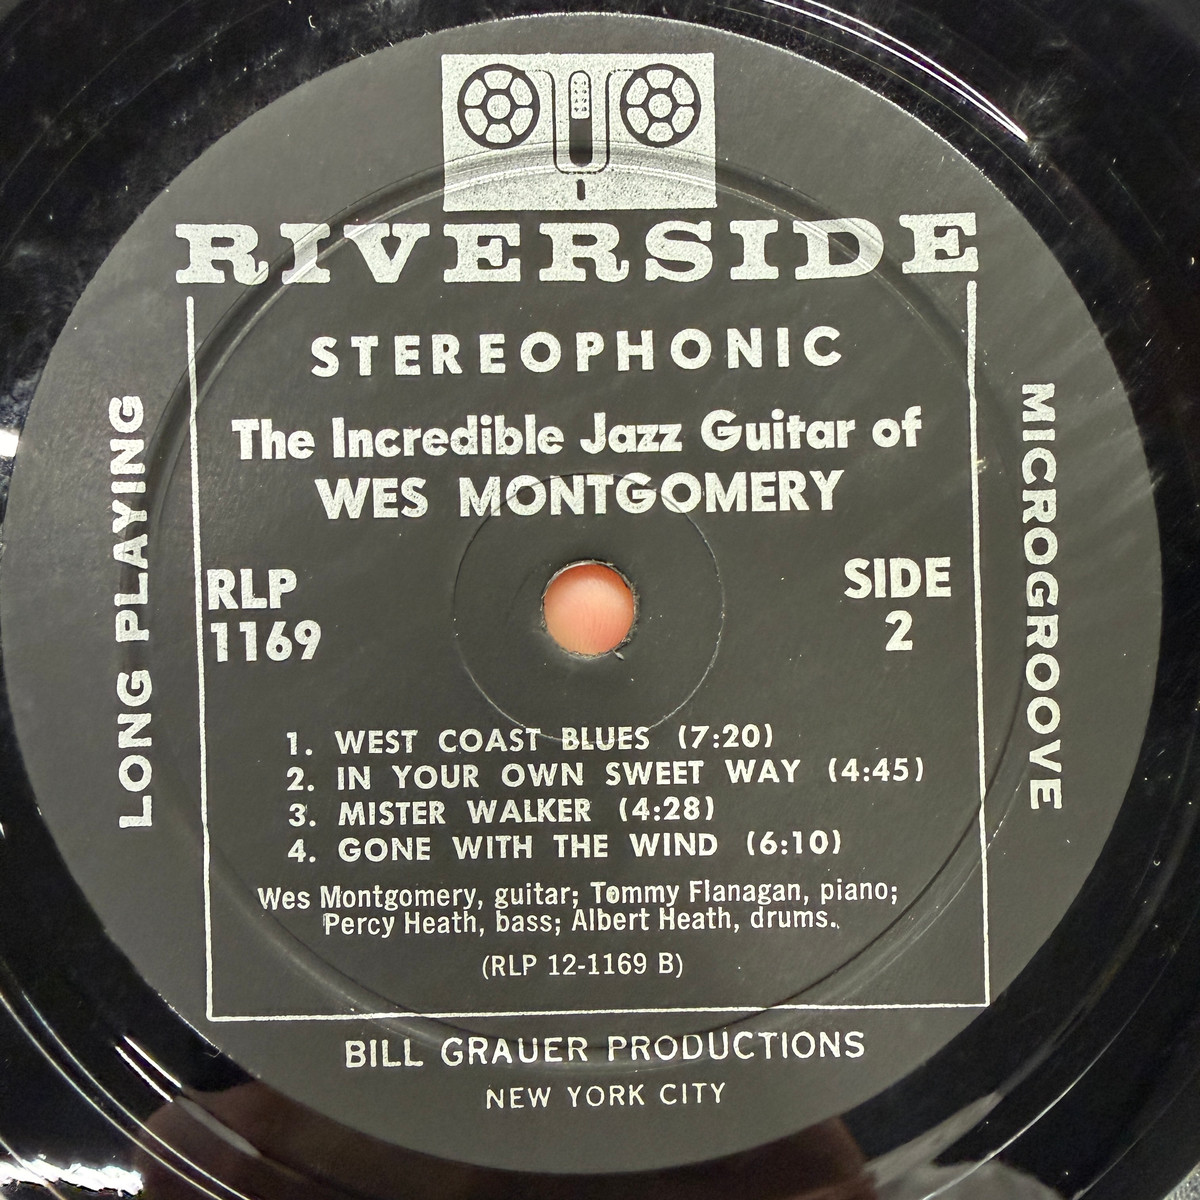 RIVERSIDE
STEREOPHONIC
The Incredible Jazz Guitar of
WES MONTGOMERY
RLP
1169
SIDE
2
LONG PLAYING
MICROGROOVE
1. WEST COAST BLUES (7:20)
2. IN YOUR OWN SWEET WAY (4:45)
3. MISTER WALKER (4:28)
4. GONE WITH THE WIND (6:10)
Wes Montgomery, guitar; Tommy Flanagan, piano;
Percy Heath, bass; Albert Heath, drums.
(RLP 12-1169 B)
BILL GRAUER PRODUCTIONS
NEW YORK CITY